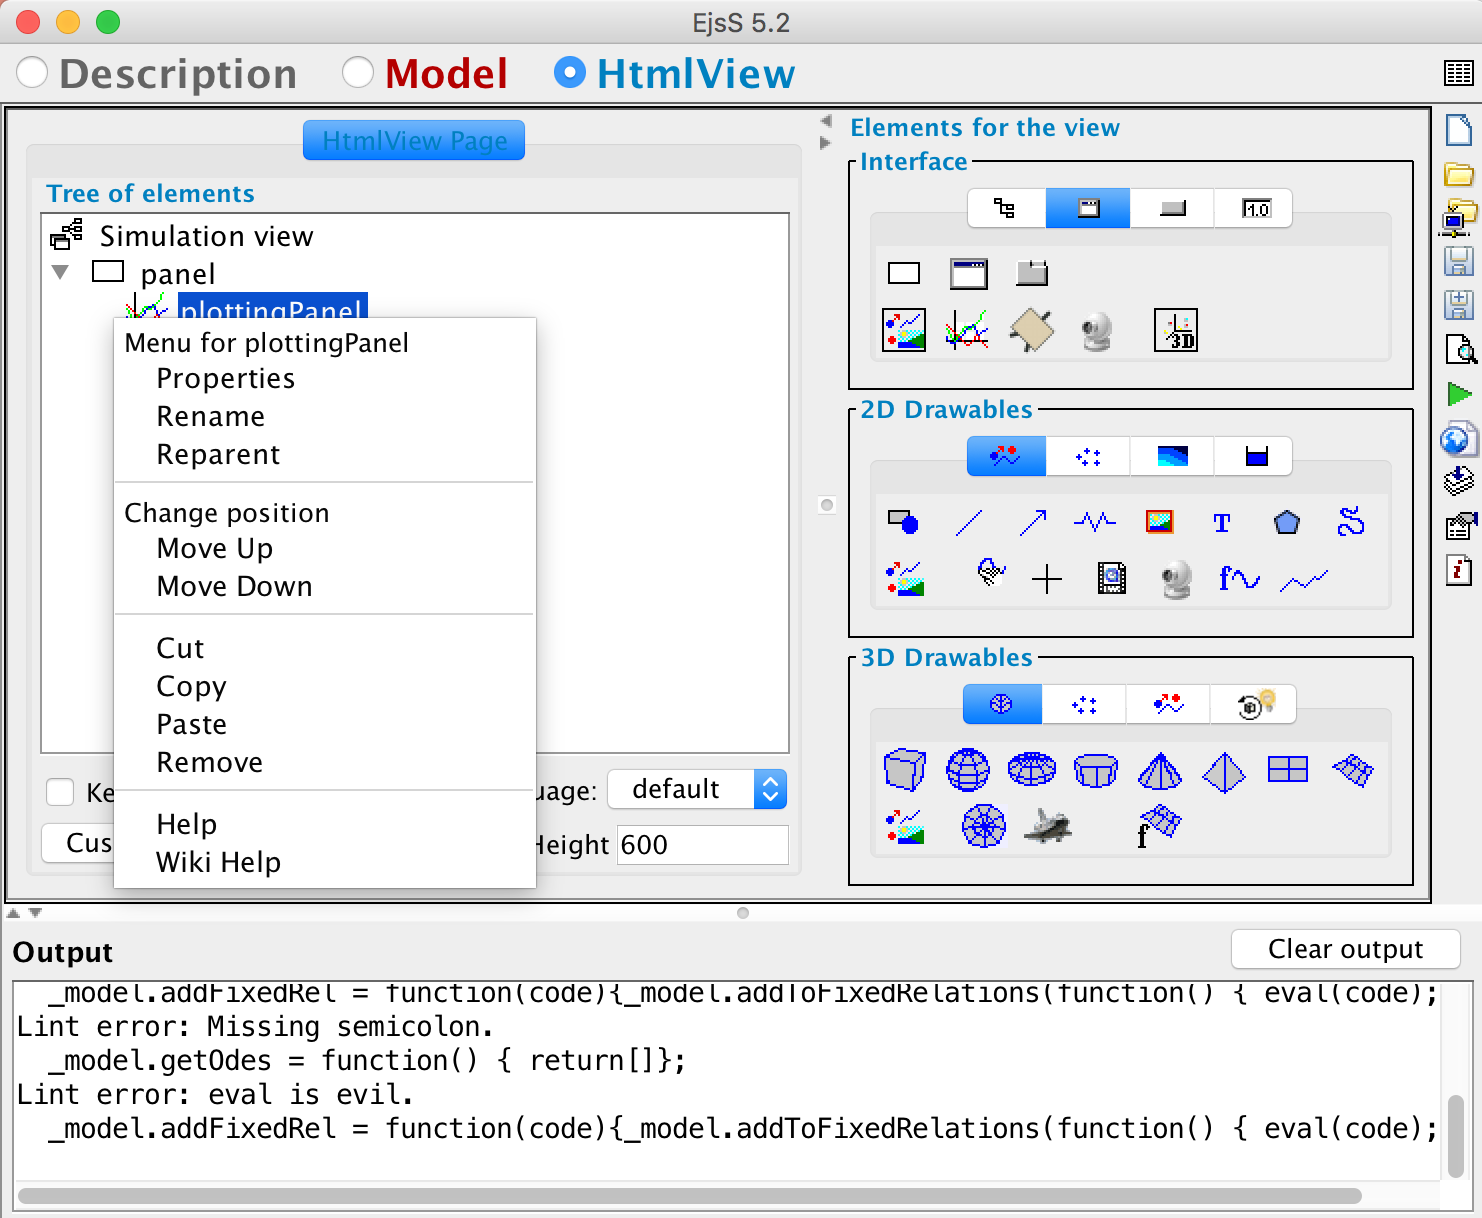 EjsS 5.2
Description Model HtmlView
HtmlView Page
Tree of elements
Simulation view
panel
plottingPanel
Menu for plottingPanel
Properties
Rename
Reparent
Change position
Move Up
Move Down
Cut
Copy
Paste
Remove
Help
Wiki Help
Ke
uage: default
Cus
Height 600
Elements for the view
Interface
1.0
3D
2D Drawables
T
f
3D Drawables
f
Output
Clear output
_model.addFixedRel = function(code){_model.addToFixedRelations(function() { eval(code);
Lint error: Missing semicolon.
_model.getOdes = function() { return[]};
Lint error: eval is evil.
_model.addFixedRel = function(code){_model.addToFixedRelations(function() { eval(code);